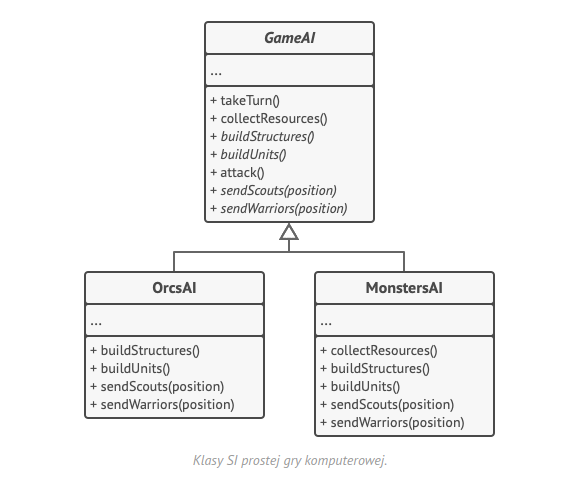 GameAI
...
+ takeTurn()
+ collectResources()
+ buildStructures()
+ buildUnits()
+ attack()
+ sendScouts(position)
+ sendWarriors(position)
OrcsAI
...
+ buildStructures()
+ buildUnits()
+ sendScouts(position)
+ sendWarriors(position)
MonstersAI
...
+ collectResources()
+ buildStructures()
+ buildUnits()
+ sendScouts(position)
+ sendWarriors(position)
Klasy SI prostej gry komputerowej.